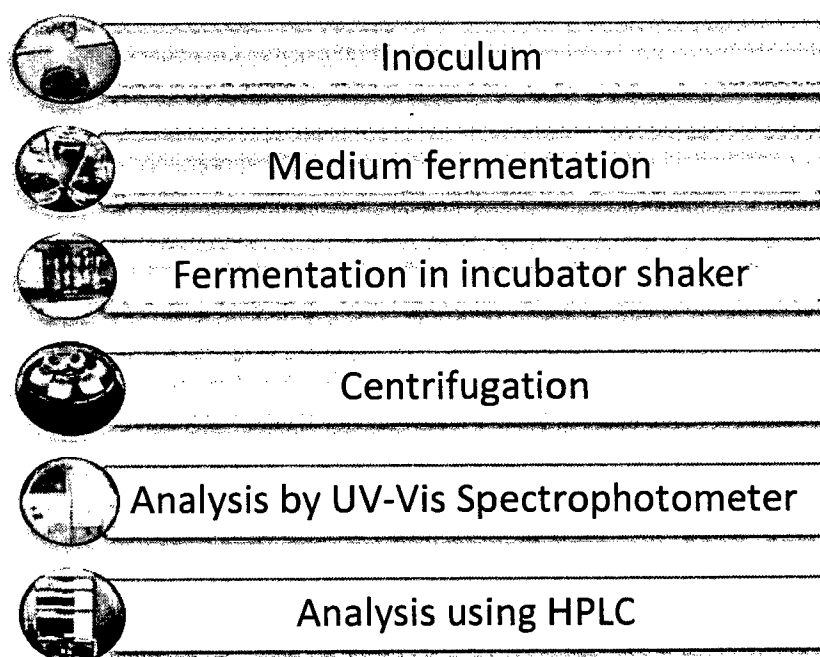 Inoculum
Medium fermentation
Fermentation in incubator shaker
Centrifugation
Analysis by UV-Vis Spectrophotometer
Analysis using HPLC